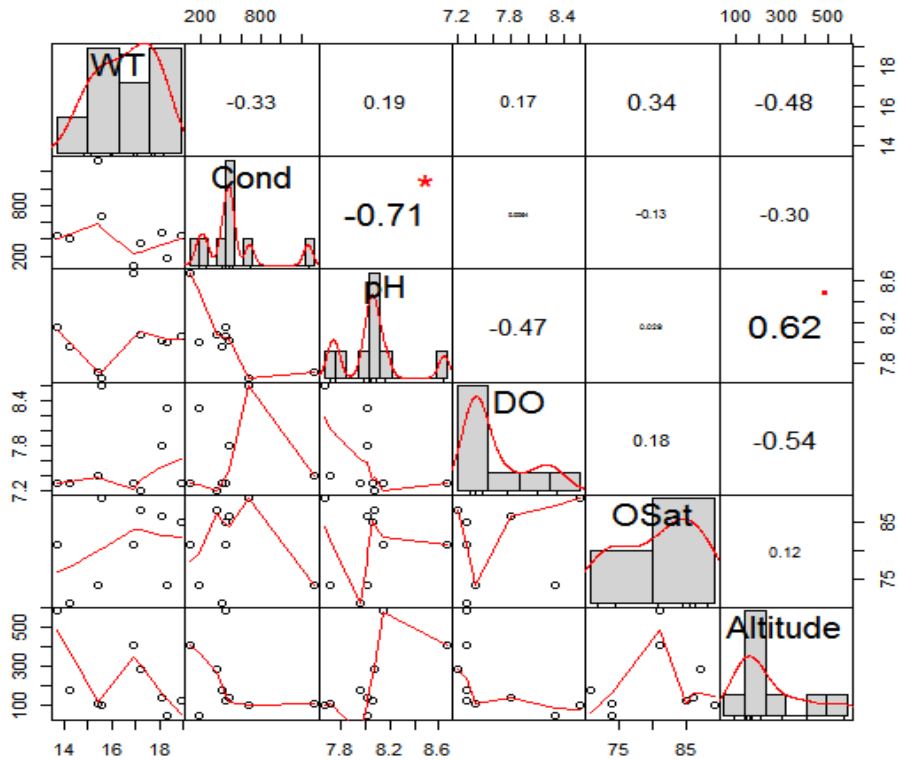 200 800 7.2 7.8 8.4 100 300 500
WT -0.33 0.19 0.17 0.34 -0.48 14 16 18
200 800 Cond -0.71 * -0.13 -0.30
pH -0.47 0.029 0.62 . 7.8 8.2 8.6
7.2 7.8 8.4 DO 0.18 -0.54
OSat 0.12 75 85
100 300 500 Altitude
14 16 18 7.8 8.2 8.6 75 85